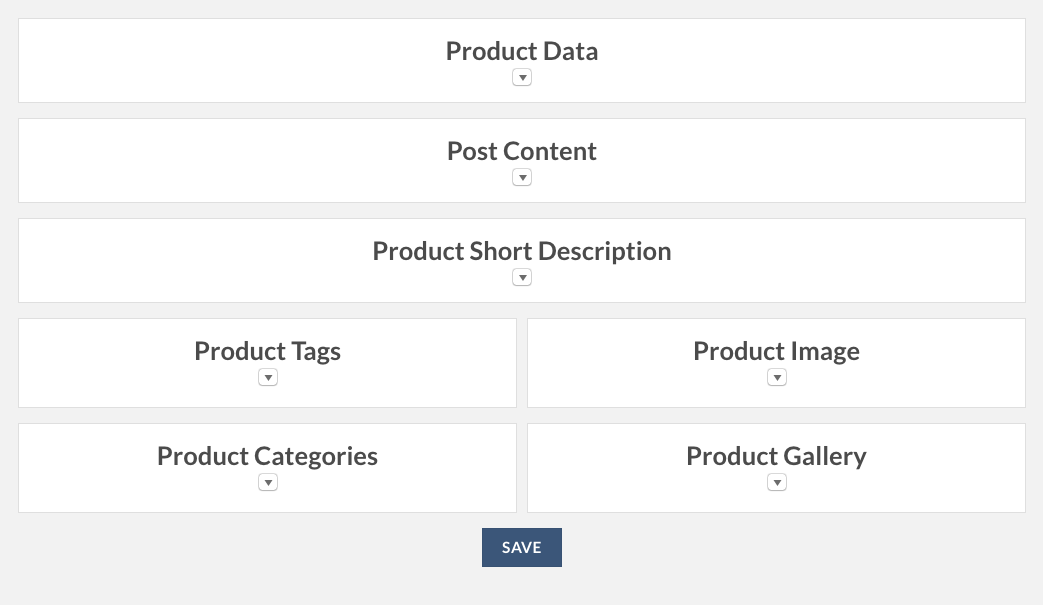 Product Data
Post Content
Product Short Description
Product Tags
Product Image
Product Categories
Product Gallery
SAVE